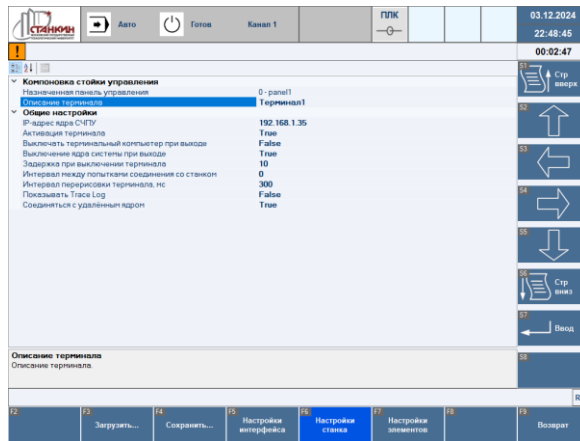 СТАНКИН
Авто
Готов
Канал 1
ПЛК
03.12.2024
22:48:45
!
00:02:47
Компоновка стойки управления
Назначенная панель управления 0 - panel1
Описание терминала Терминал1
Общие настройки
IP-адрес ядра СЧПУ 192.168.1.35
Активация терминала True
Выключать терминальный компьютер при выходе False
Выключение ядра системы при выходе True
Задержка при выключении терминала 10
Интервал между попытками соединения со станком 0
Интервал перерисовки терминала, мс 300
Показывать Trace Log False
Соединяться с удалённым ядром True
S1 Стр
вверх
S2
S3
S4
S5
S6 Стр
вниз
S7
Ввод
S8
Описание терминала
Описание терминала.
R
F2
F3 Загрузить...
F4 Сохранить...
F5 Настройки
интерфейса
F6 Настройки
станка
F7 Настройки
элементов
F8
F9 Возврат